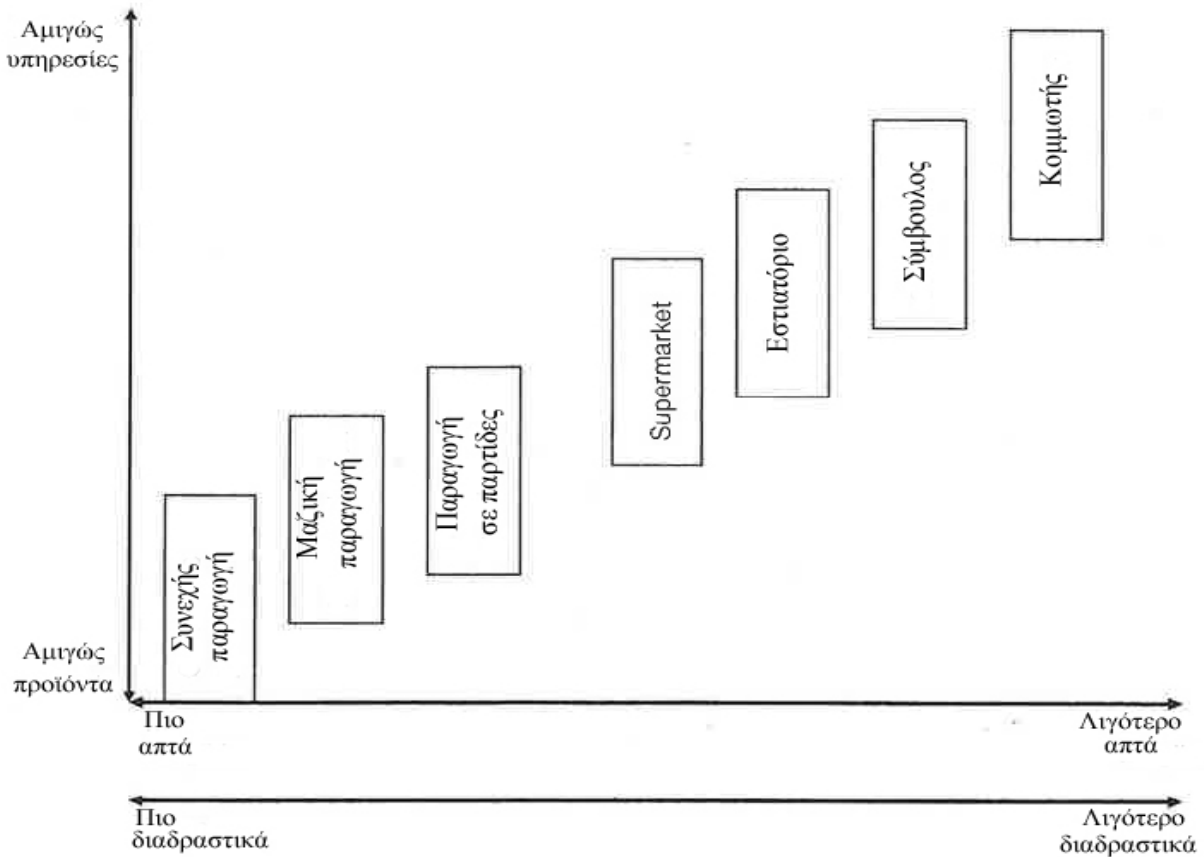 Αμιγώς
υπηρεσίες
Κομμωτής
Σύμβουλος
Εστιατόριο
Supermarket
Παραγωγή
σε παρτίδες
Μαζική
παραγωγή
Συνεχής
παραγωγή
Αμιγώς
προϊόντα
Πιο
απτά
Λιγότερο
απτά
Πιο
διαδραστικά
Λιγότερο
διαδραστικά